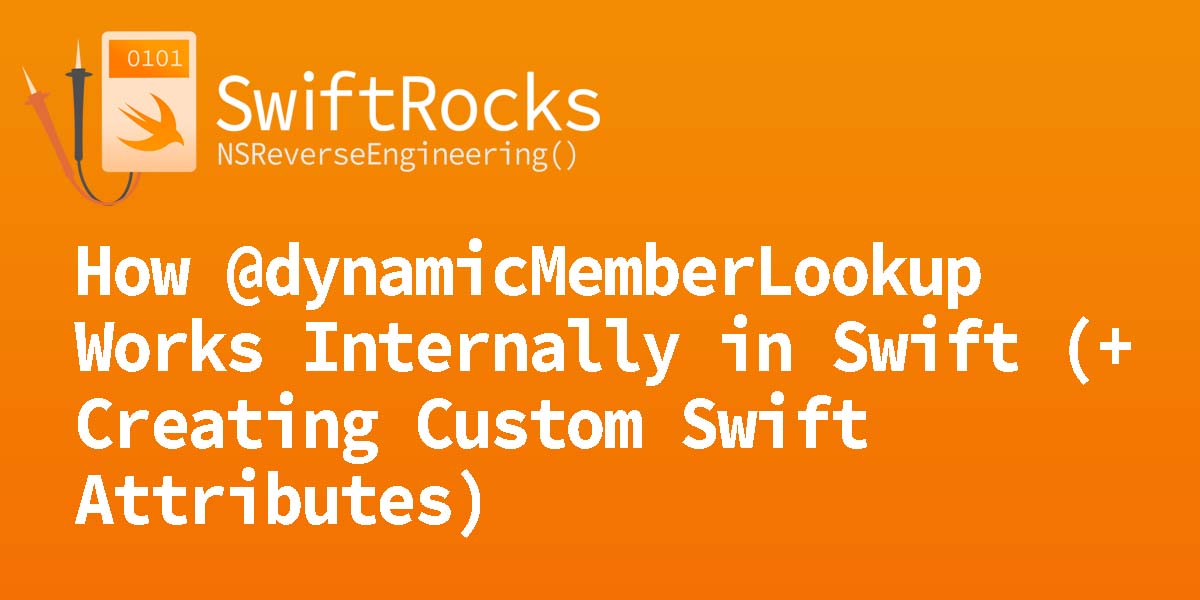 0101
SwiftRocks
NSReverseEngineering()
How @dynamicMemberLookup
Works Internally in Swift (+
Creating Custom Swift
Attributes)